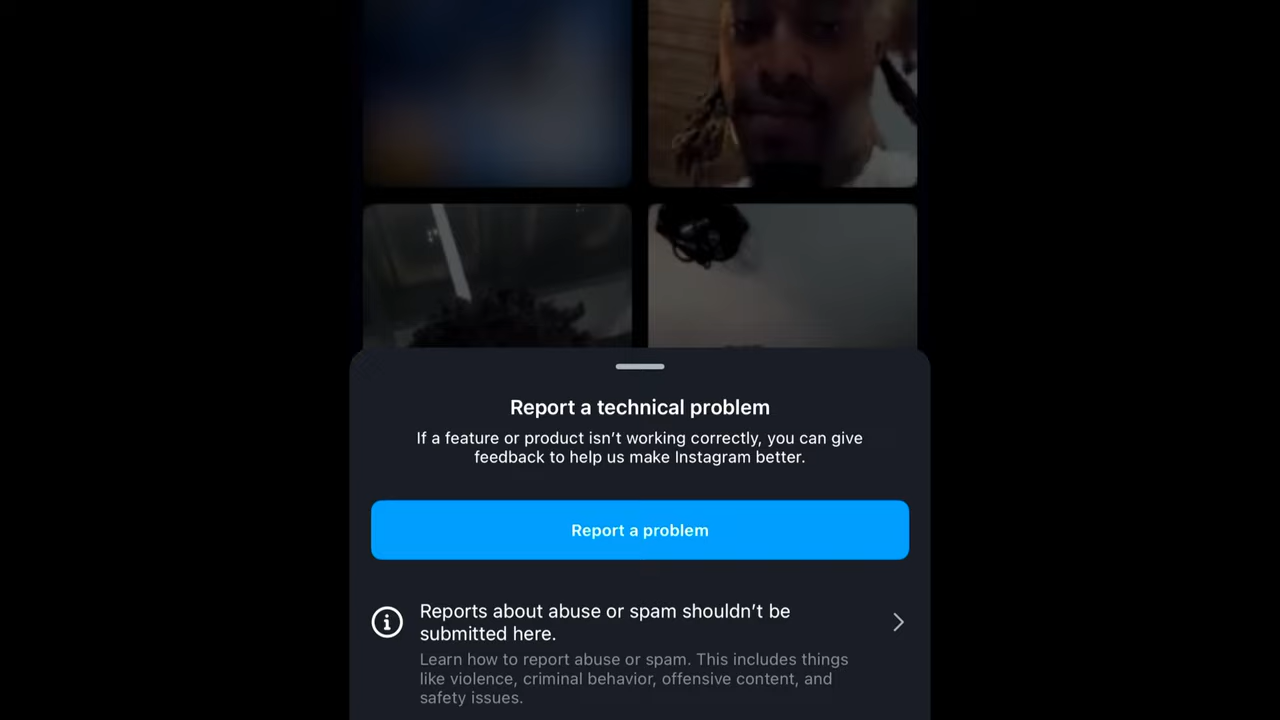 Report a technical problem
If a feature or product isn’t working correctly, you can give
feedback to help us make Instagram better.
Report a problem
Reports about abuse or spam shouldn’t be
submitted here.
Learn how to report abuse or spam. This includes things
like violence, criminal behavior, offensive content, and
safety issues.